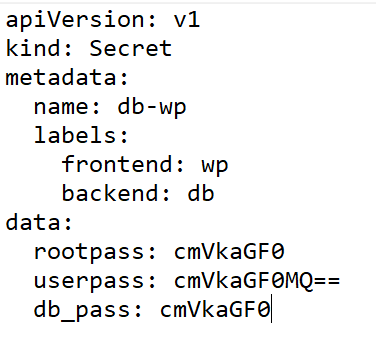 apiVersion: v1
kind: Secret
metadata:
  name: db-wp
  labels:
    frontend: wp
    backend: db
data:
  rootpass: cmVkaGF0
  userpass: cmVkaGF0MQ==
  db_pass: cmVkaGF0